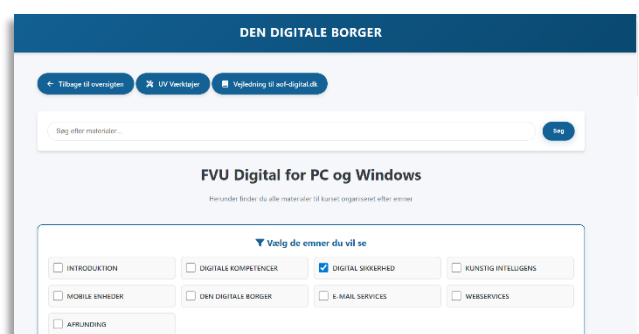 DEN DIGITALE BORGER
Tilbage til oversigten UV Værktøjer Vejledning til aof-digital.dk
Søg efter materialer... Søg
FVU Digital for PC og Windows
Herunder finder du alle materialer til kurset organiseret efter emner
Vælg de emner du vil se
INTRODUKTION DIGITALE KOMPETENCER DIGITAL SIKKERHED KUNSTIG INTELLIGENS
MOBILE ENHEDER DEN DIGITALE BORGER E-MAIL SERVICES WEBSERVICES
AFRUNDING